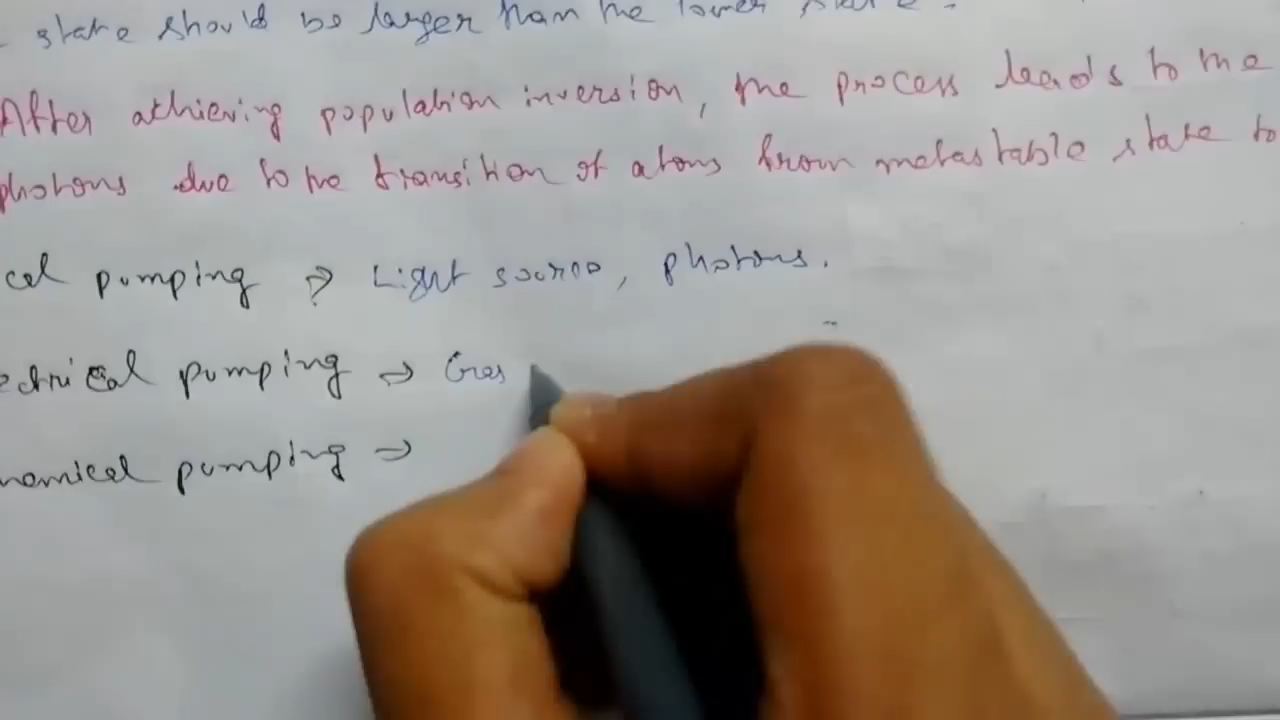 state should be larger than the lower state.
After achieving population inversion, the process leads to the
photons due to the transition of atoms from metastable state to
cal pumping → Light source, photons.
ectrical pumping → Gas
hemical pumping →